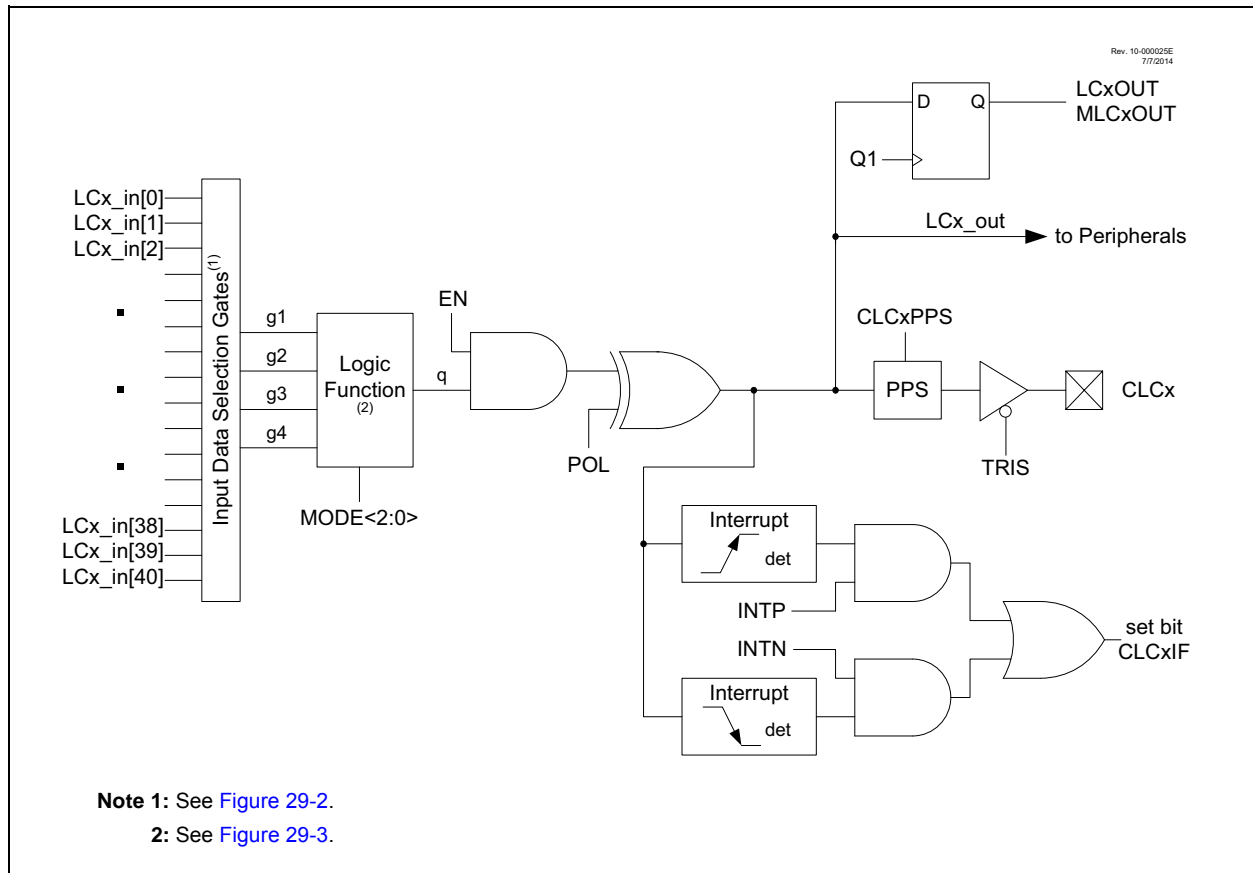 Rev. 10-000025E
7/7/2014
D Q
LCxOUT
MLCxOUT
Q1
LCx_out
to Peripherals
LCx_in[0]
LCx_in[1]
LCx_in[2]
LCx_in[38]
LCx_in[39]
LCx_in[40]
Input Data Selection Gates(1)
g1
g2
g3
g4
Logic
Function
(2)
MODE<2:0>
EN
q
POL
CLCxPPS
PPS
CLCx
TRIS
Interrupt
det
INTP
INTN
Interrupt
det
set bit
CLCxIF
Note 1: See Figure 29-2.
2: See Figure 29-3.